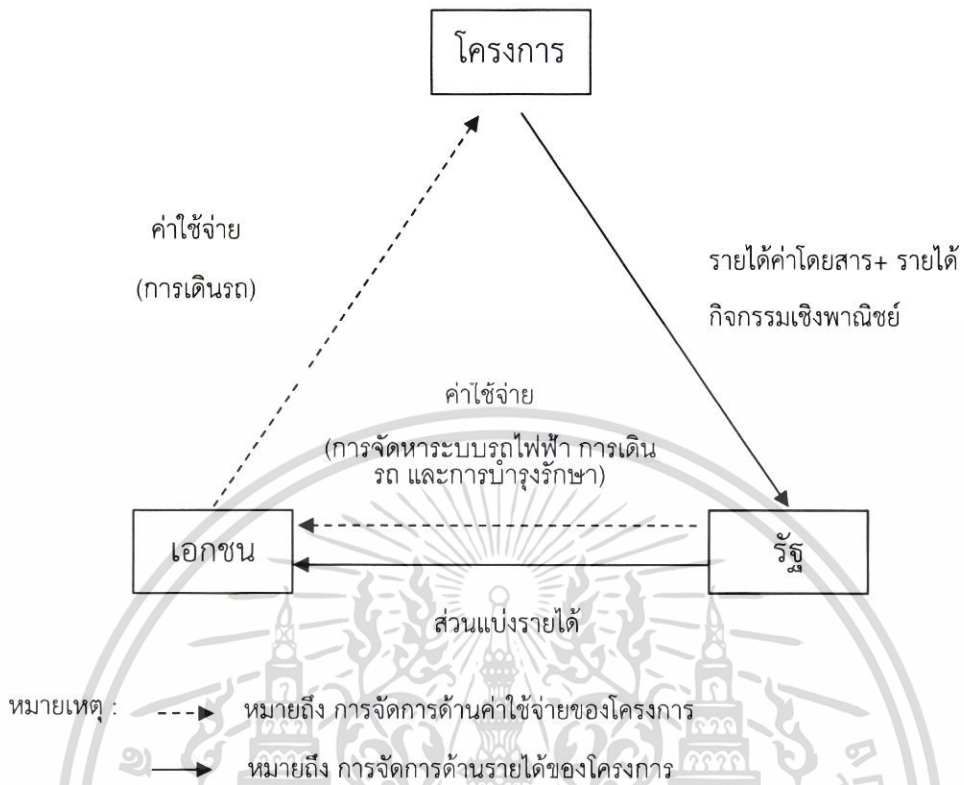 โครงการ
ค่าใช้จ่าย
(การเดินรถ)
รายได้ค่าโดยสาร+ รายได้
กิจกรรมเชิงพาณิชย์
ค่าใช้จ่าย
(การจัดหาระบบรถไฟฟ้า การเดิน
รถ และการบำรุงรักษา)
เอกชน
รัฐ
ส่วนแบ่งรายได้
หมายเหตุ :
หมายถึง การจัดการด้านค่าใช้จ่ายของโครงการ
หมายถึง การจัดการด้านรายได้ของโครงการ